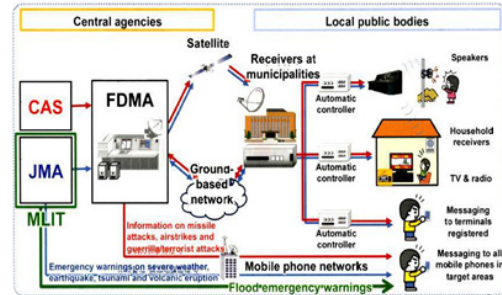 Central agencies
Local public bodies
Satellite
Receivers at
municipalities
Speakers
CAS
FDMA
Automatic
controller
JMA
Household
receivers
Ground-
based
network
Automatic
controller
TV & radio
MLIT
Information on missile
attacks, airstrikes and
guerrilla/terrorist attacks
Automatic
controller
Messaging
to terminals
registered
Emergency warnings on severe weather,
earthquake, tsunami and volcanic eruption
Mobile phone networks
Messaging to all
mobile phones in
target areas
Flood emergency warnings